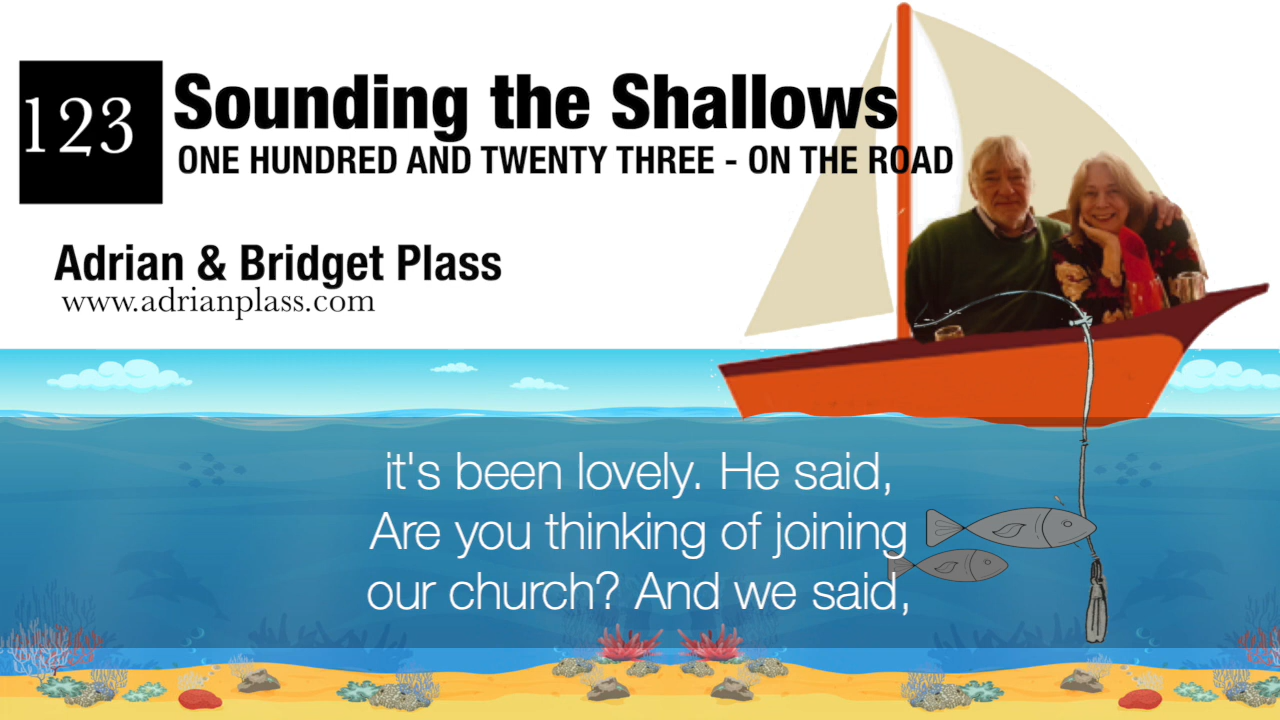 123
Sounding the Shallows
ONE HUNDRED AND TWENTY THREE - ON THE ROAD
Adrian & Bridget Plass
www.adrianplass.com
it's been lovely. He said,
Are you thinking of joining
our church? And we said,